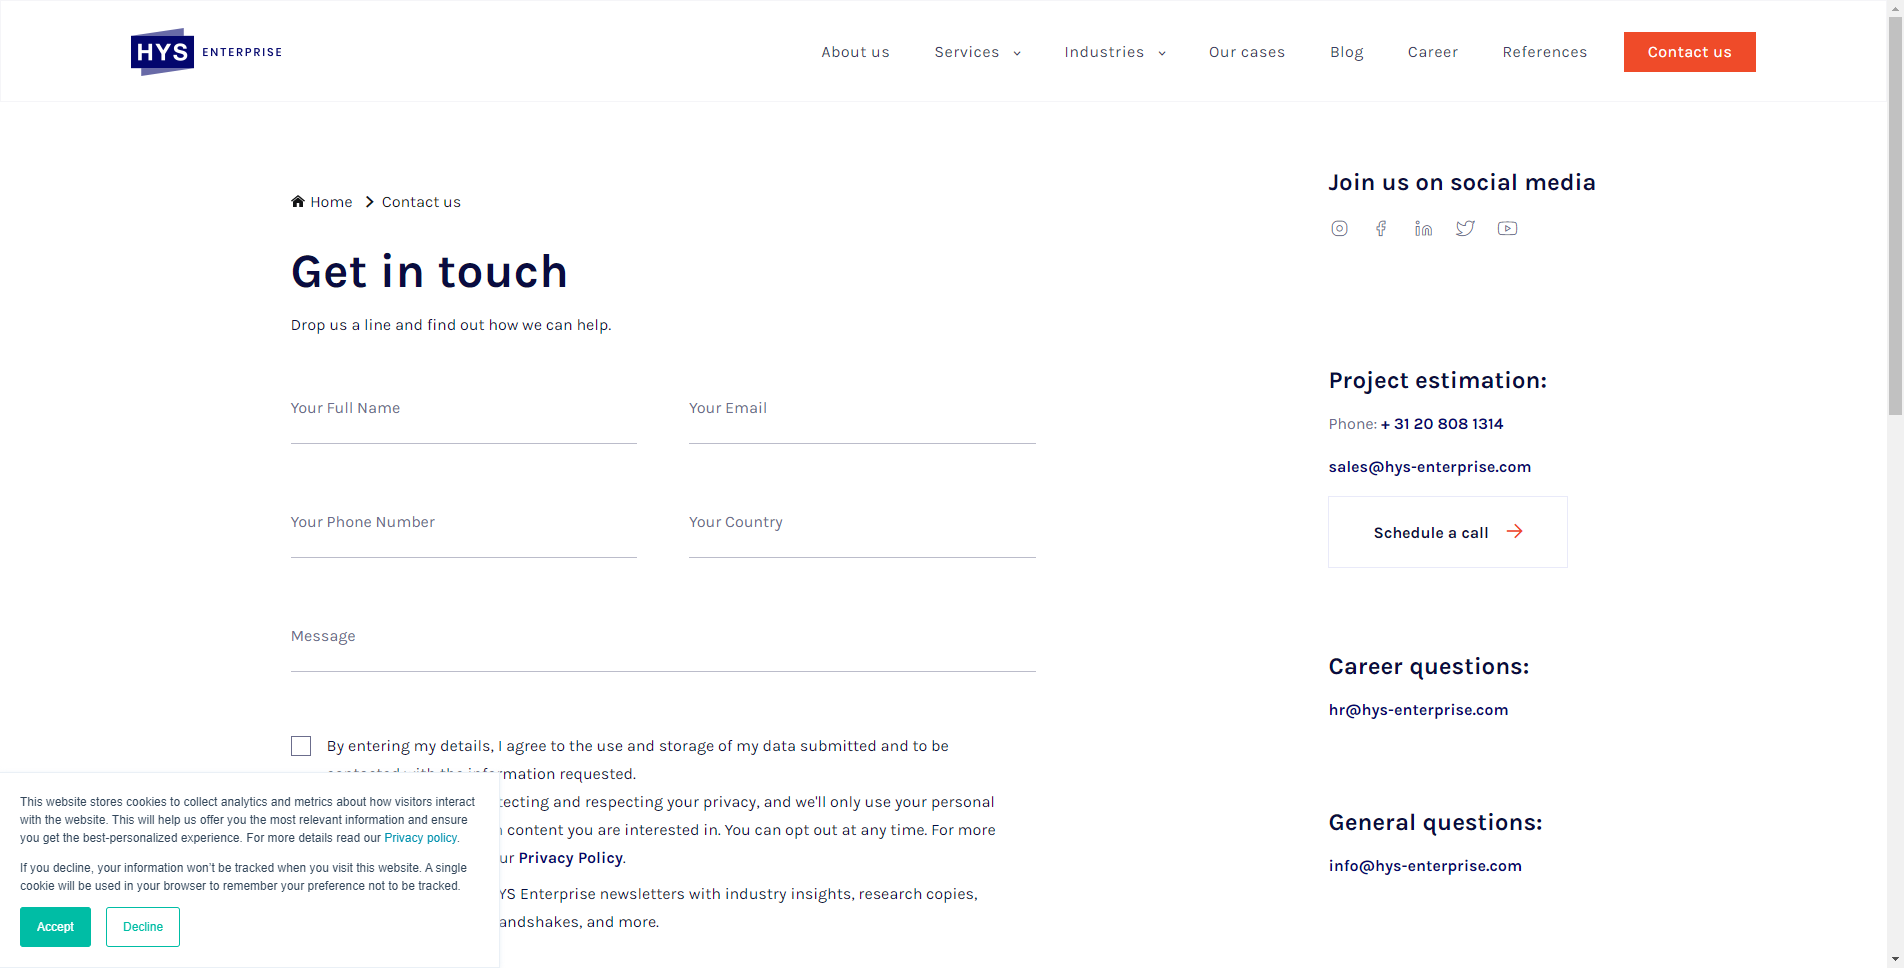 HYS ENTERPRISE
About us Services Industries Our cases Blog Career References Contact us
Home Contact us
Get in touch
Drop us a line and find out how we can help.
Your Full Name Your Email
Your Phone Number Your Country
Message
By entering my details, I agree to the use and storage of my data submitted and to be
contacted with the information requested.
tecting and respecting your privacy, and we'll only use your personal
content you are interested in. You can opt out at any time. For more
ur Privacy Policy.
YS Enterprise newsletters with industry insights, research copies,
andshakes, and more.
Join us on social media
Project estimation:
Phone: + 31 20 808 1314
sales@hys-enterprise.com
Schedule a call
Career questions:
hr@hys-enterprise.com
General questions:
info@hys-enterprise.com
This website stores cookies to collect analytics and metrics about how visitors interact
with the website. This will help us offer you the most relevant information and ensure
you get the best-personalized experience. For more details read our Privacy policy.
If you decline, your information won't be tracked when you visit this website. A single
cookie will be used in your browser to remember your preference not to be tracked.
Accept Decline